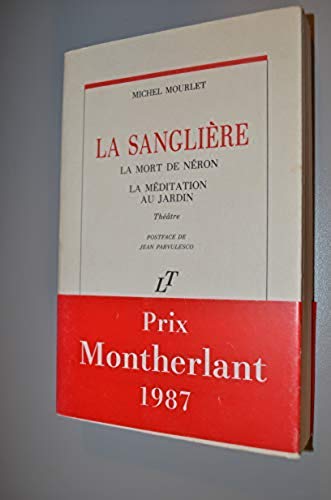 MICHEL MOURLET
LA SANGLIÈRE
LA MORT DE NÉRON
LA MÉDITATION
AU JARDIN
Théâtre
POSTFACE DE
JEAN PARVULESCO
LT
Prix
Montherlant
1987